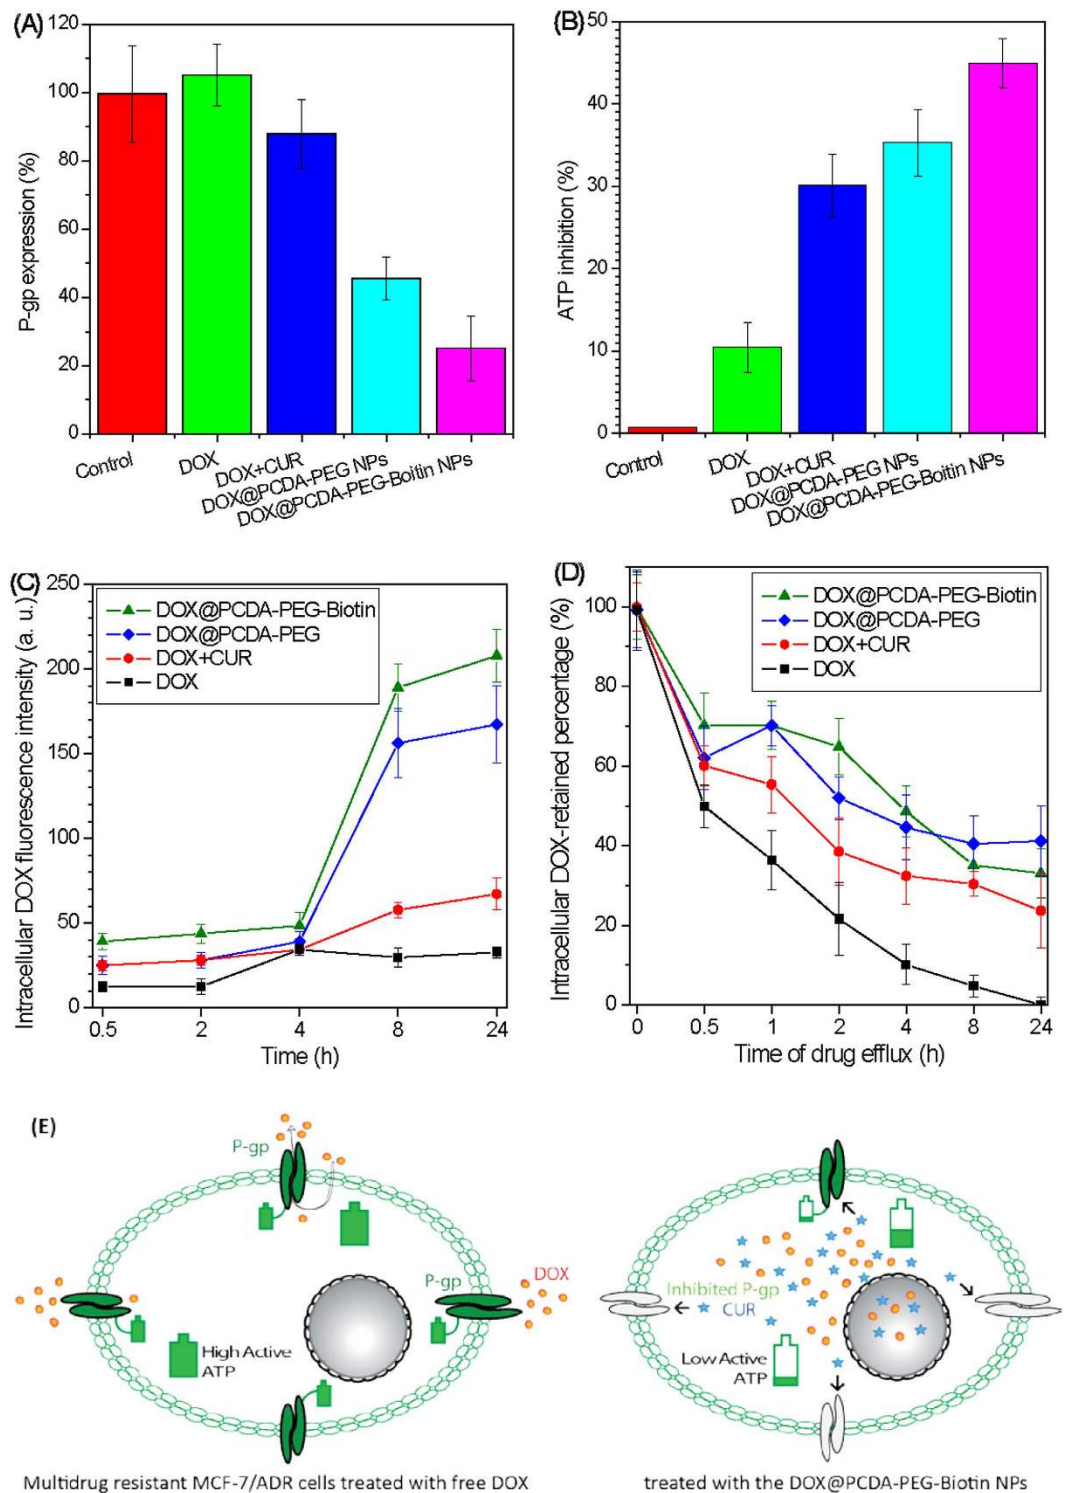 (A)
120
100
80
60
40
20
0
P-gp expression (%)
Control
DOX
DOX+CUR
DOX@PCDA-PEG NPs
DOX@PCDA-PEG-Boitin NPs
(B)
50
40
30
20
10
0
ATP inhibition (%)
Control
DOX
DOX+CUR
DOX@PCDA-PEG NPs
DOX@PCDA-PEG-Boitin NPs
(C)
250
200
150
100
50
0
Intracellular DOX fluorescence intensity (a. u.)
DOX@PCDA-PEG-Biotin
DOX@PCDA-PEG
DOX+CUR
DOX
0.5 2 4 8 24
Time (h)
(D)
100
80
60
40
20
0
Intracellular DOX-retained percentage (%)
DOX@PCDA-PEG-Biotin
DOX@PCDA-PEG
DOX+CUR
DOX
0 0.5 1 2 4 8 24
Time of drug efflux (h)
(E)
P-gp
P-gp
DOX
High Active
ATP
Multidrug resistant MCF-7/ADR cells treated with free DOX
Inhibited P-gp
CUR
Low Active
ATP
treated with the DOX@PCDA-PEG-Biotin NPs